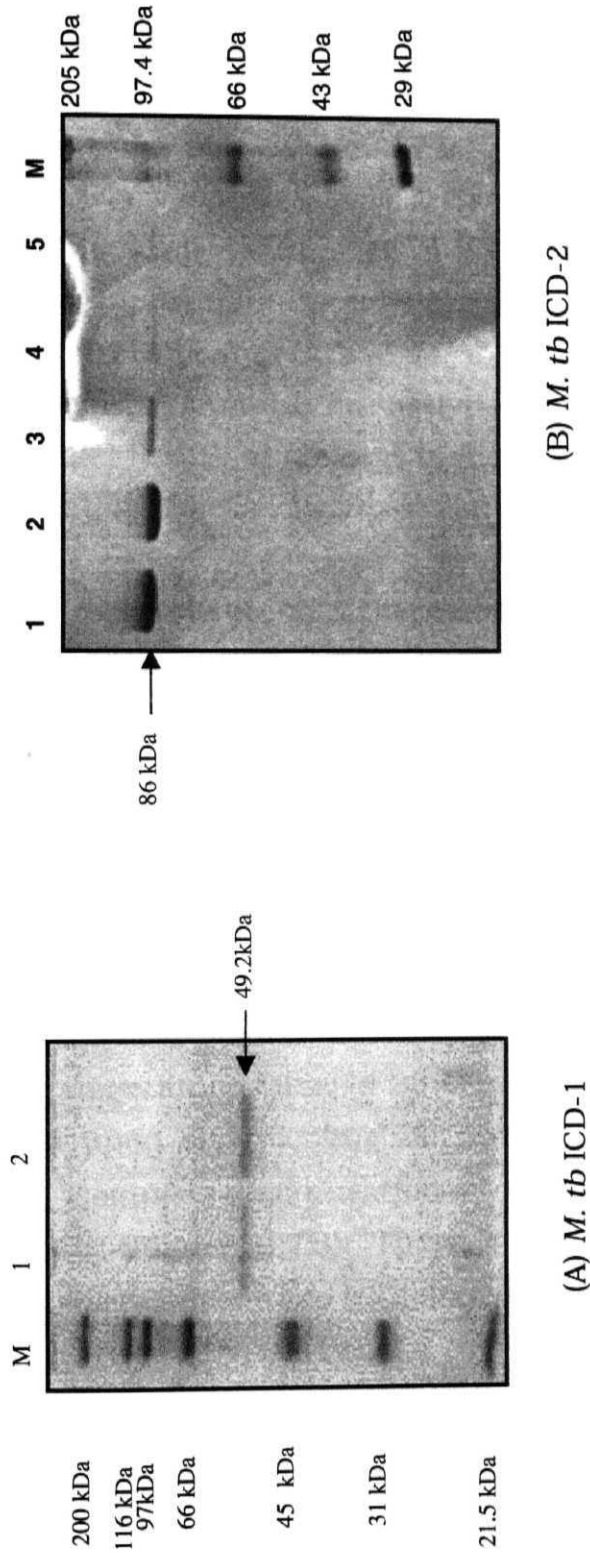 M 1 2
200 kDa
116 kDa
97kDa
66 kDa
45 kDa
31 kDa
21.5 kDa
49.2kDa
(A) M. tb ICD-1
1 2 3 4 5 M
86 kDa
205 kDa
97.4 kDa
66 kDa
43 kDa
29 kDa
(B) M. tb ICD-2